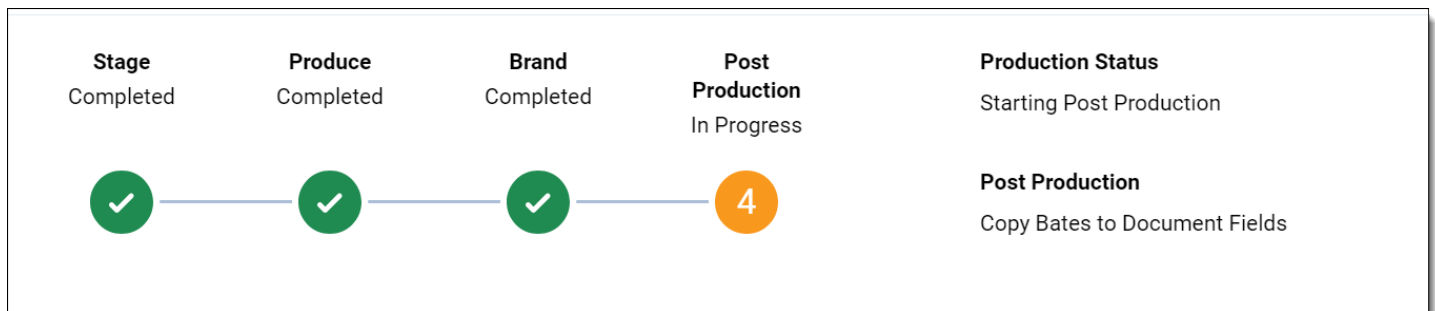 Stage
Completed
Produce
Completed
Brand
Completed
Post
Production
In Progress
4
Production Status
Starting Post Production
Post Production
Copy Bates to Document Fields